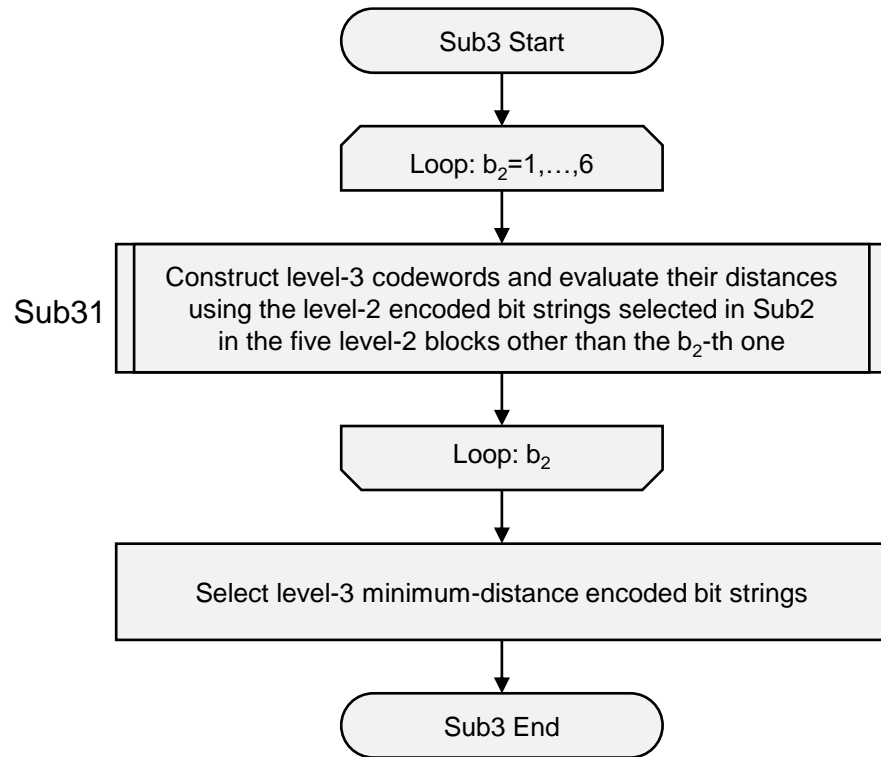 Sub3 Start
Loop: b₂=1,…,6
Sub31
Construct level-3 codewords and evaluate their distances
using the level-2 encoded bit strings selected in Sub2
in the five level-2 blocks other than the b₂-th one
Loop: b₂
Select level-3 minimum-distance encoded bit strings
Sub3 End